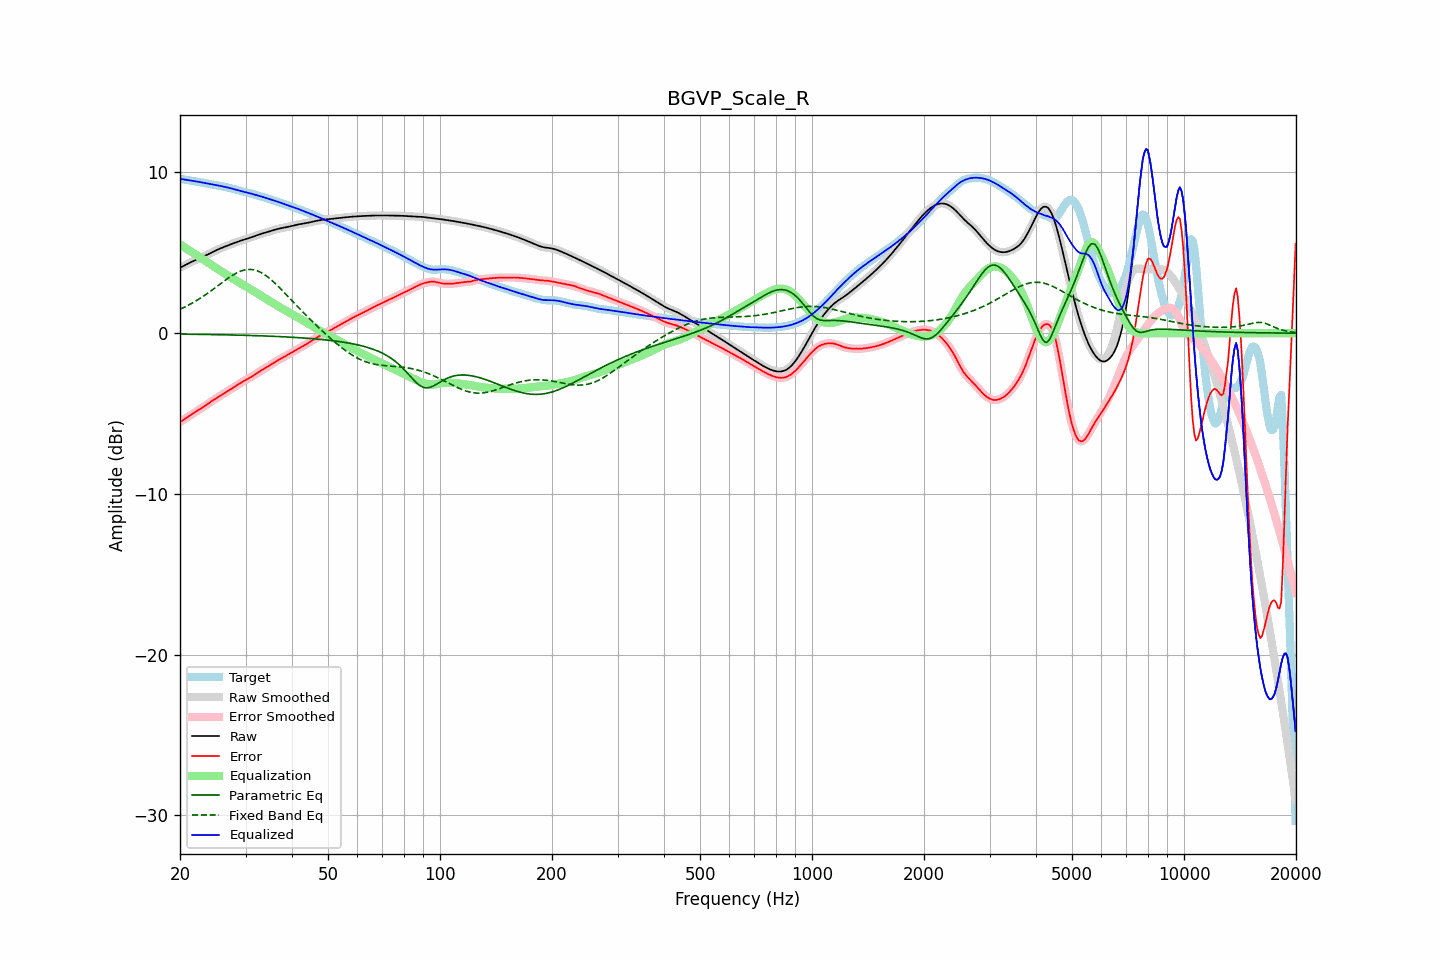 BGVP_Scale_R
Amplitude (dBr)
10
0
−10
−20
−30
Target
Raw Smoothed
Error Smoothed
Raw
Error
Equalization
Parametric Eq
Fixed Band Eq
Equalized
20 50 100 200 500 1000 2000 5000 10000 20000
Frequency (Hz)